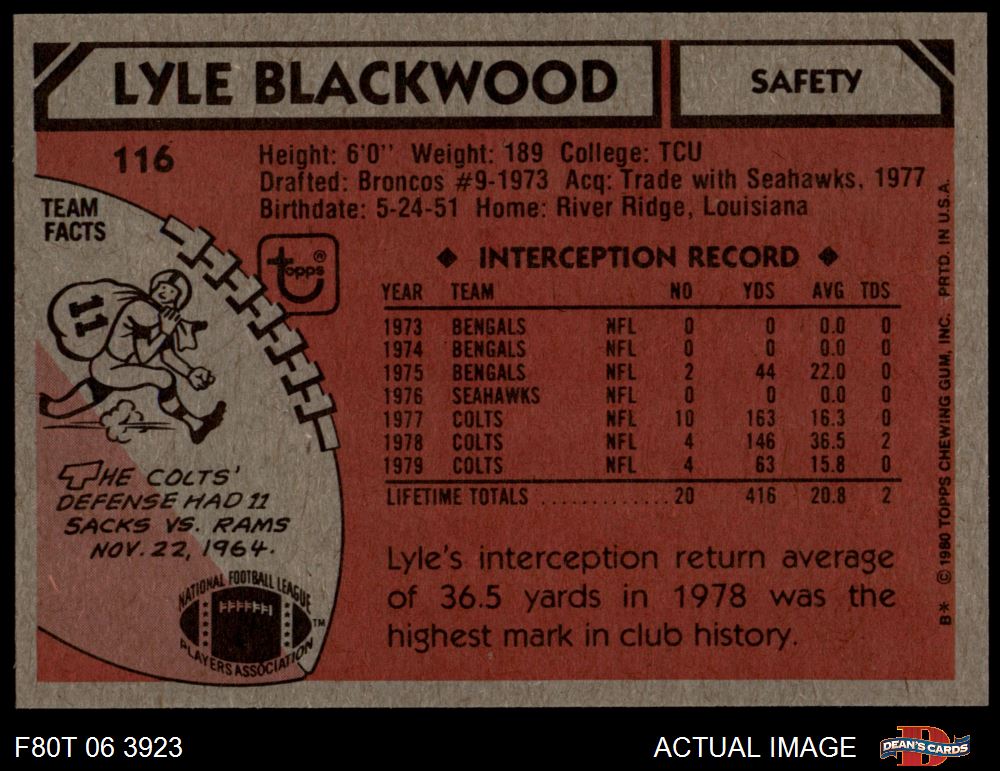 LYLE BLACKWOOD
SAFETY
116
Height: 6'0" Weight: 189 College: TCU
Drafted: Broncos #9-1973 Acq: Trade with Seahawks, 1977
Birthdate: 5-24-51 Home: River Ridge, Louisiana
TEAM
FACTS
11
THE COLTS'
DEFENSE HAD 11
SACKS VS. RAMS
NOV. 22, 1964.
NATIONAL FOOTBALL LEAGUE
PLAYERS ASSOCIATION
TM
topps ®
◆ INTERCEPTION RECORD ◆
YEAR TEAM NO YDS AVG TDS
1973 BENGALS NFL 0 0 0.0 0
1974 BENGALS NFL 0 0 0.0 0
1975 BENGALS NFL 2 44 22.0 0
1976 SEAHAWKS NFL 0 0 0.0 0
1977 COLTS NFL 10 163 16.3 0
1978 COLTS NFL 4 146 36.5 2
1979 COLTS NFL 4 63 15.8 0
LIFETIME TOTALS ............ 20 416 20.8 2
Lyle's interception return average
of 36.5 yards in 1978 was the
highest mark in club history.
B* © 1980 TOPPS CHEWING GUM, INC. PRTD. IN U.S.A.
F80T 06 3923
ACTUAL IMAGE
DEAN'S CARDS